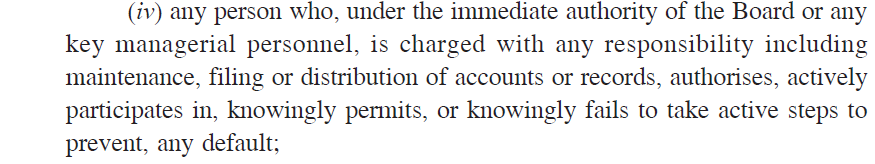 (iv) any person who, under the immediate authority of the Board or any
key managerial personnel, is charged with any responsibility including
maintenance, filing or distribution of accounts or records, authorises, actively
participates in, knowingly permits, or knowingly fails to take active steps to
prevent, any default;